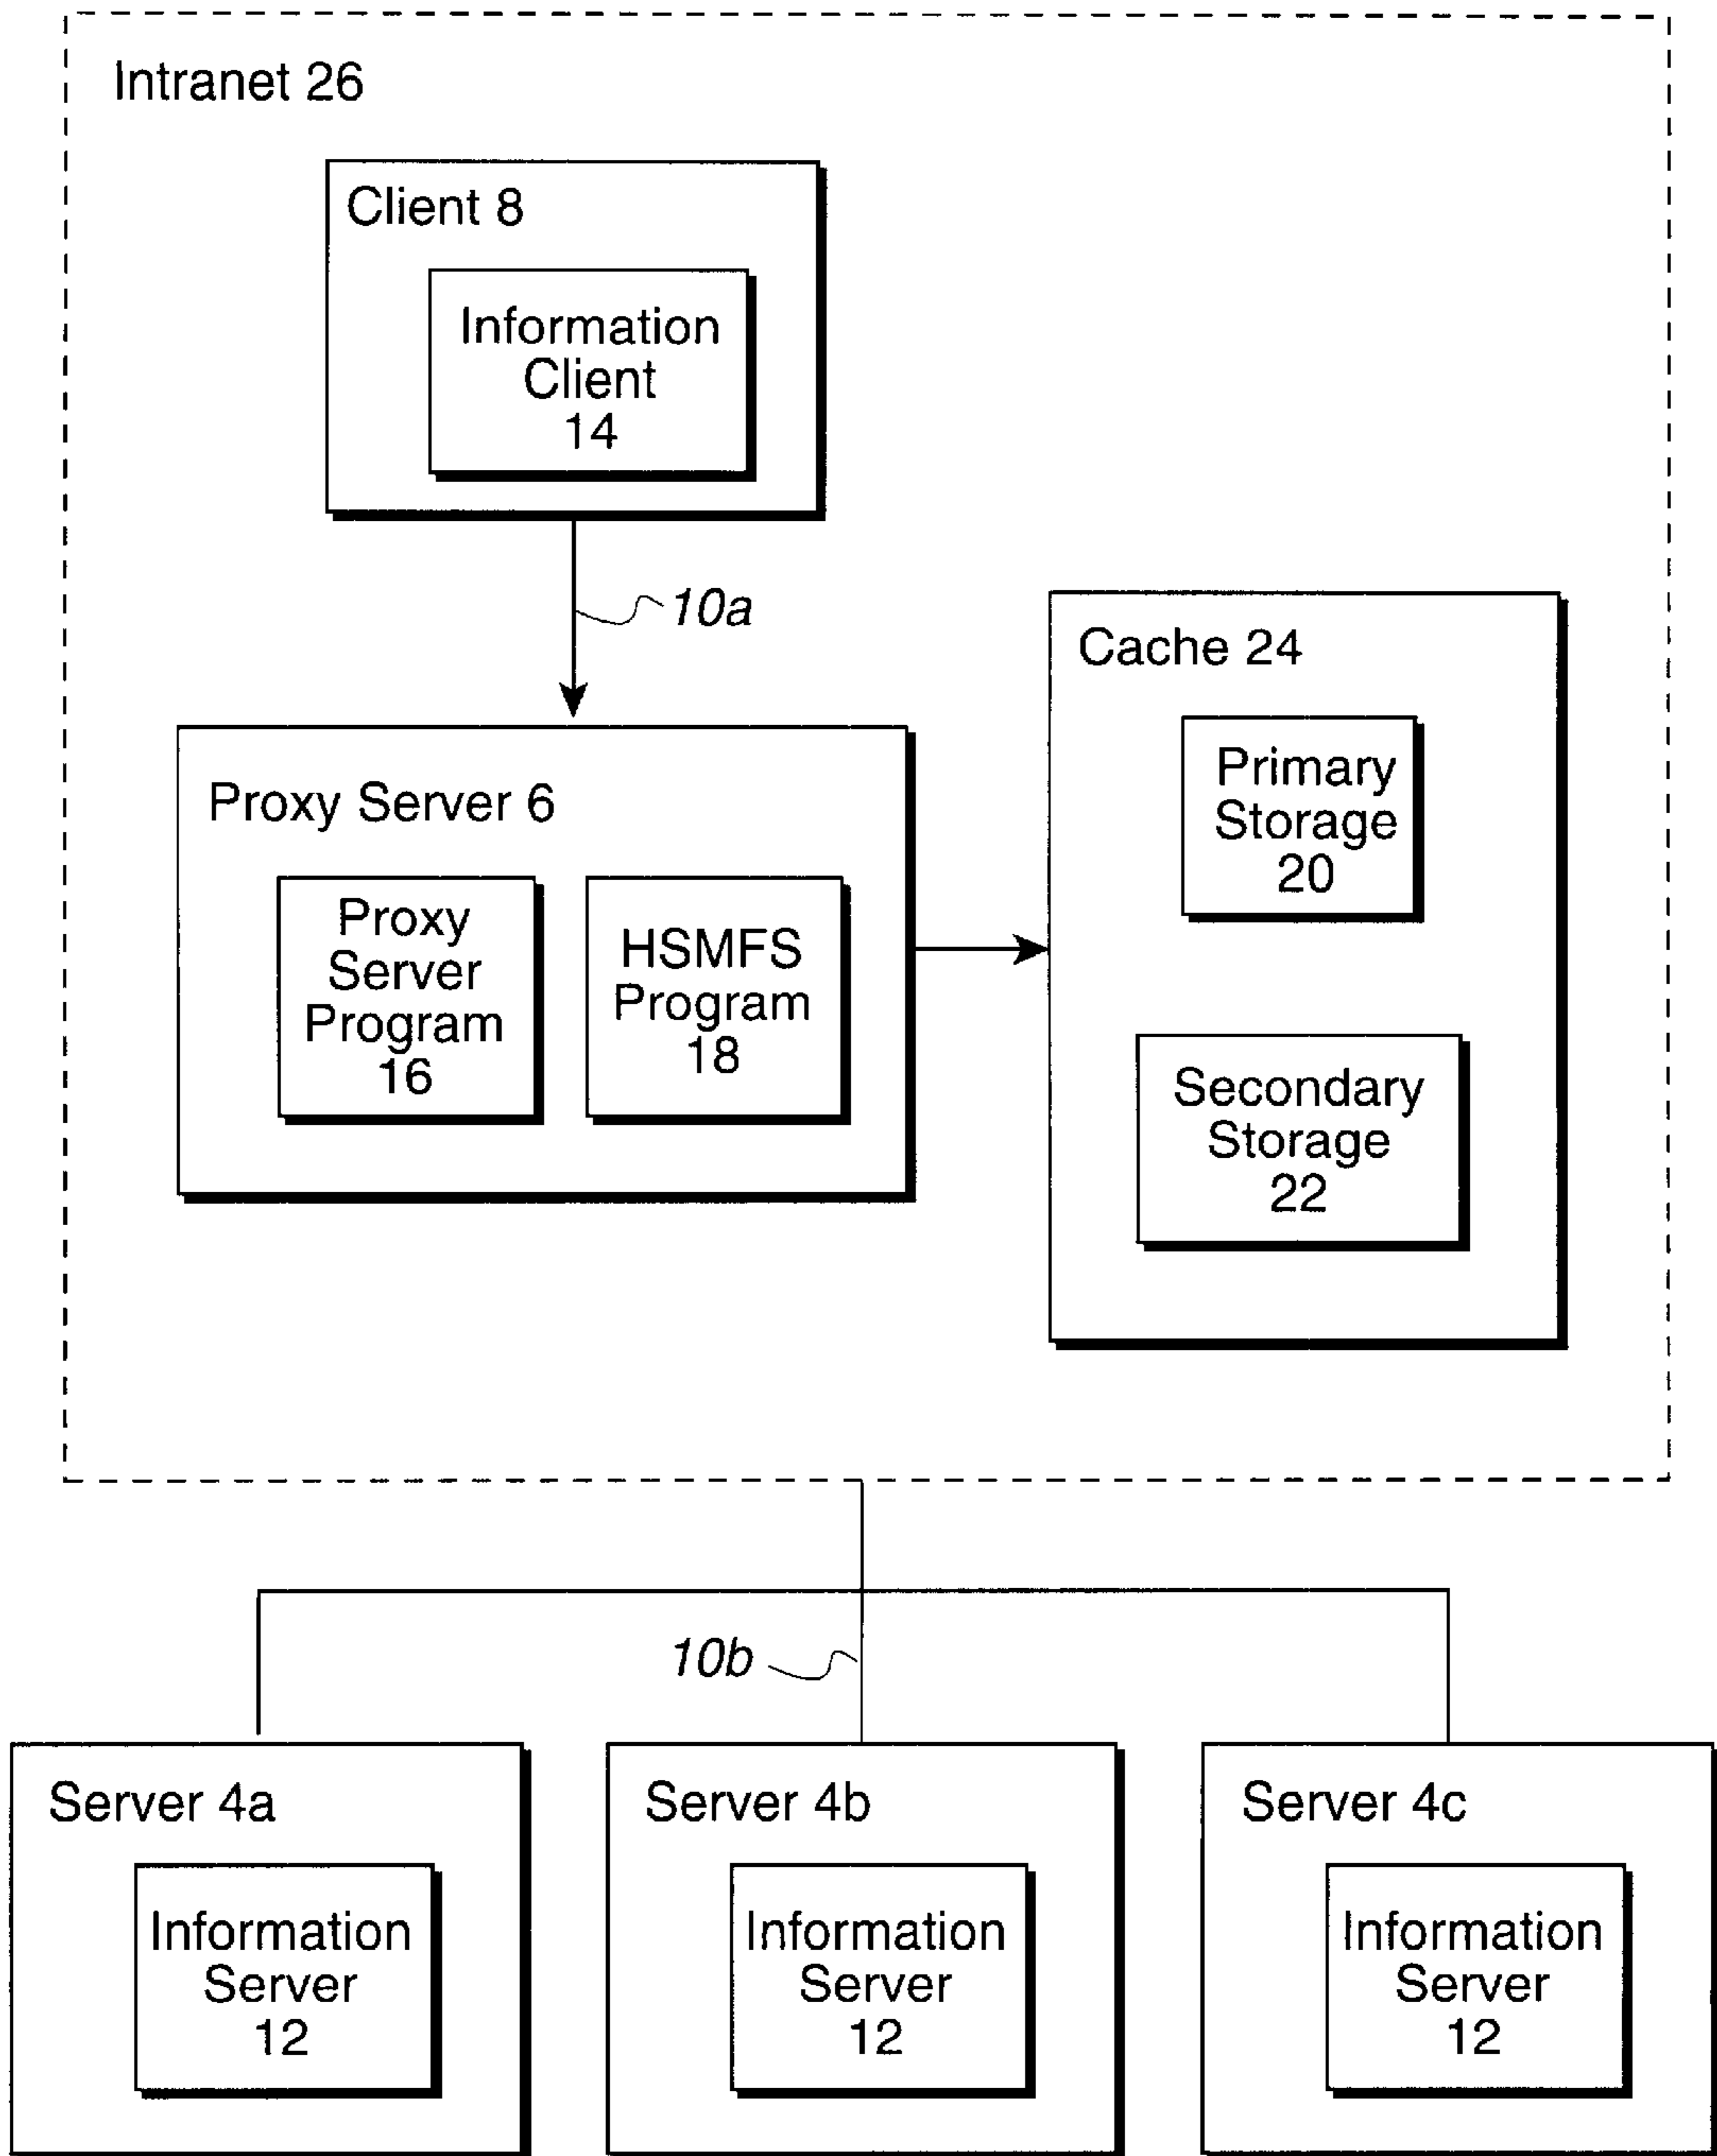 Intranet 26
Client 8
Information
Client
14
10a
Cache 24
Primary
Storage
20
Secondary
Storage
22
Proxy Server 6
Proxy
Server
Program
16
HSMFS
Program
18
10b
Server 4a
Information
Server
12
Server 4b
Information
Server
12
Server 4c
Information
Server
12